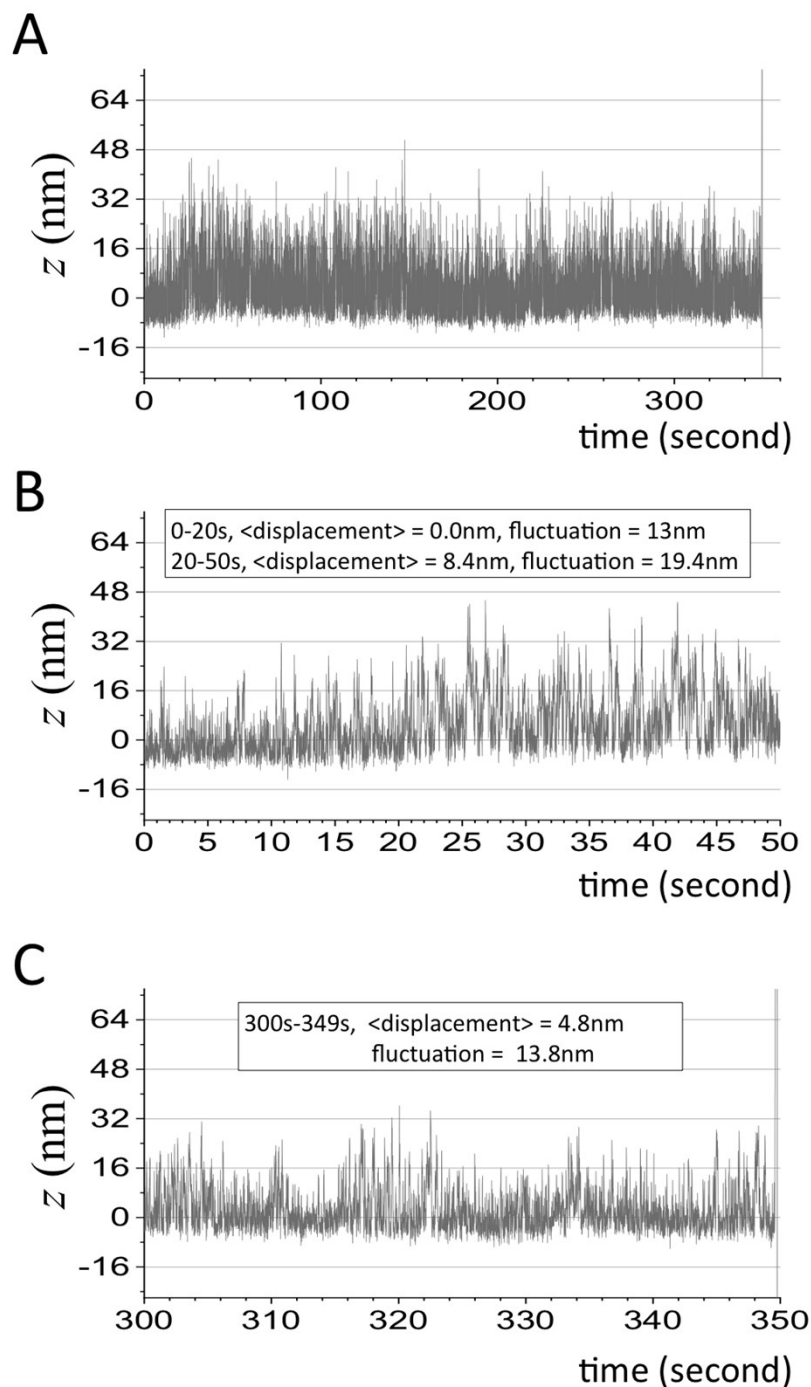 A
z (nm)
64
48
32
16
0
-16
0 100 200 300
time (second)
B
0-20s, <displacement> = 0.0nm, fluctuation = 13nm
20-50s, <displacement> = 8.4nm, fluctuation = 19.4nm
z (nm)
64
48
32
16
0
-16
0 5 10 15 20 25 30 35 40 45 50
time (second)
C
300s-349s, <displacement> = 4.8nm
fluctuation = 13.8nm
z (nm)
64
48
32
16
0
-16
300 310 320 330 340 350
time (second)